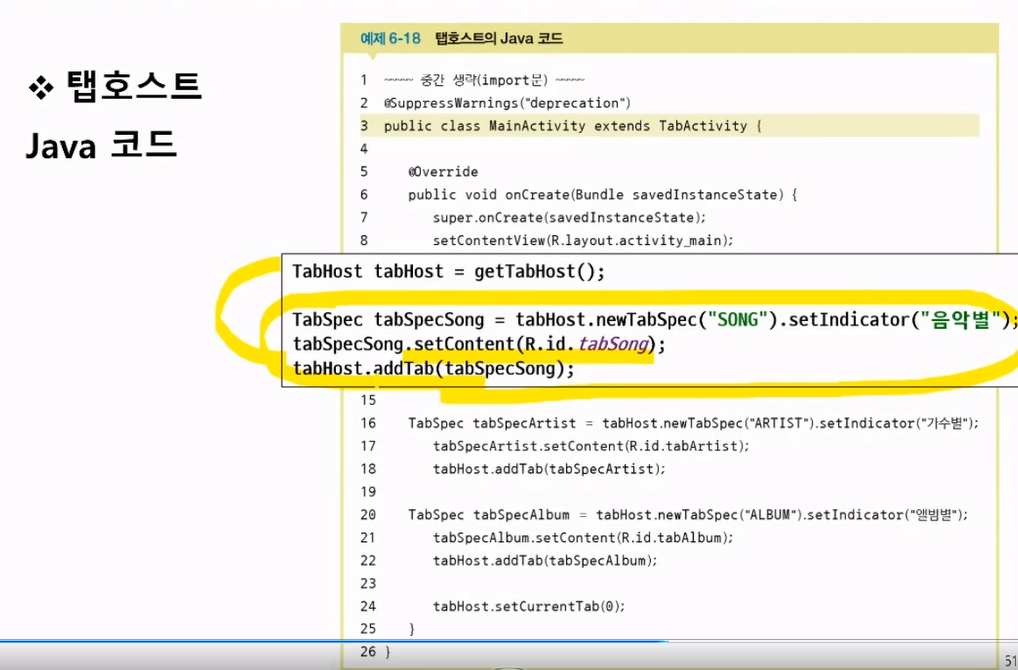 ❖ 탭호스트
Java 코드
예제 6-18 탭호스트의 Java 코드
1 ~~~~~ 중간 생략(import문) ~~~~~
2 @SuppressWarnings("deprecation")
3 public class MainActivity extends TabActivity {
4
5 @Override
6 public void onCreate(Bundle savedInstanceState) {
7 super.onCreate(savedInstanceState);
8 setContentView(R.layout.activity_main);
TabHost tabHost = getTabHost();
TabSpec tabSpecSong = tabHost.newTabSpec("SONG").setIndicator("음악별");
tabSpecSong.setContent(R.id.tabSong);
tabHost.addTab(tabSpecSong);
15
16 TabSpec tabSpecArtist = tabHost.newTabSpec("ARTIST").setIndicator("가수별");
17 tabSpecArtist.setContent(R.id.tabArtist);
18 tabHost.addTab(tabSpecArtist);
19
20 TabSpec tabSpecAlbum = tabHost.newTabSpec("ALBUM").setIndicator("앨범별");
21 tabSpecAlbum.setContent(R.id.tabAlbum);
22 tabHost.addTab(tabSpecAlbum);
23
24 tabHost.setCurrentTab(0);
25 }
26 }
51